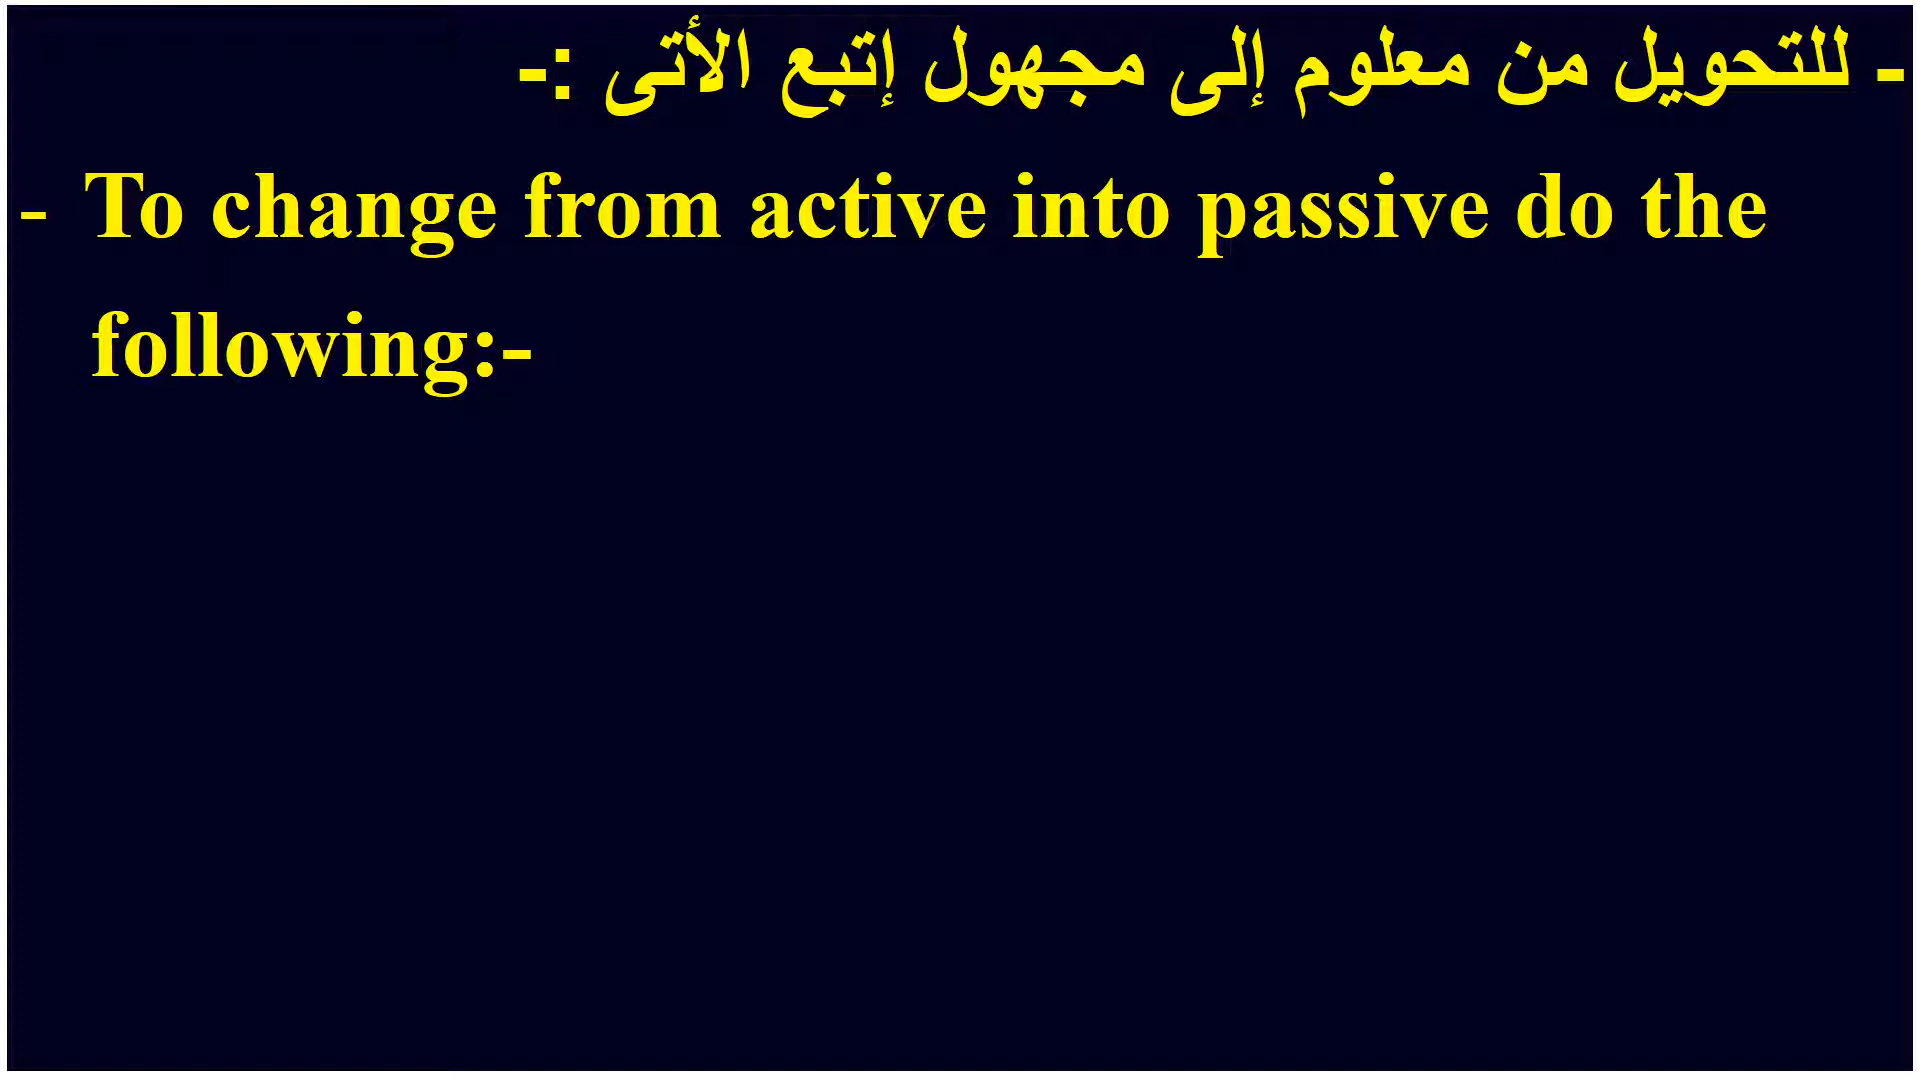 - للتحويل من معلوم إلى مجهول إتبع الأتى :-
- To change from active into passive do the
following:-